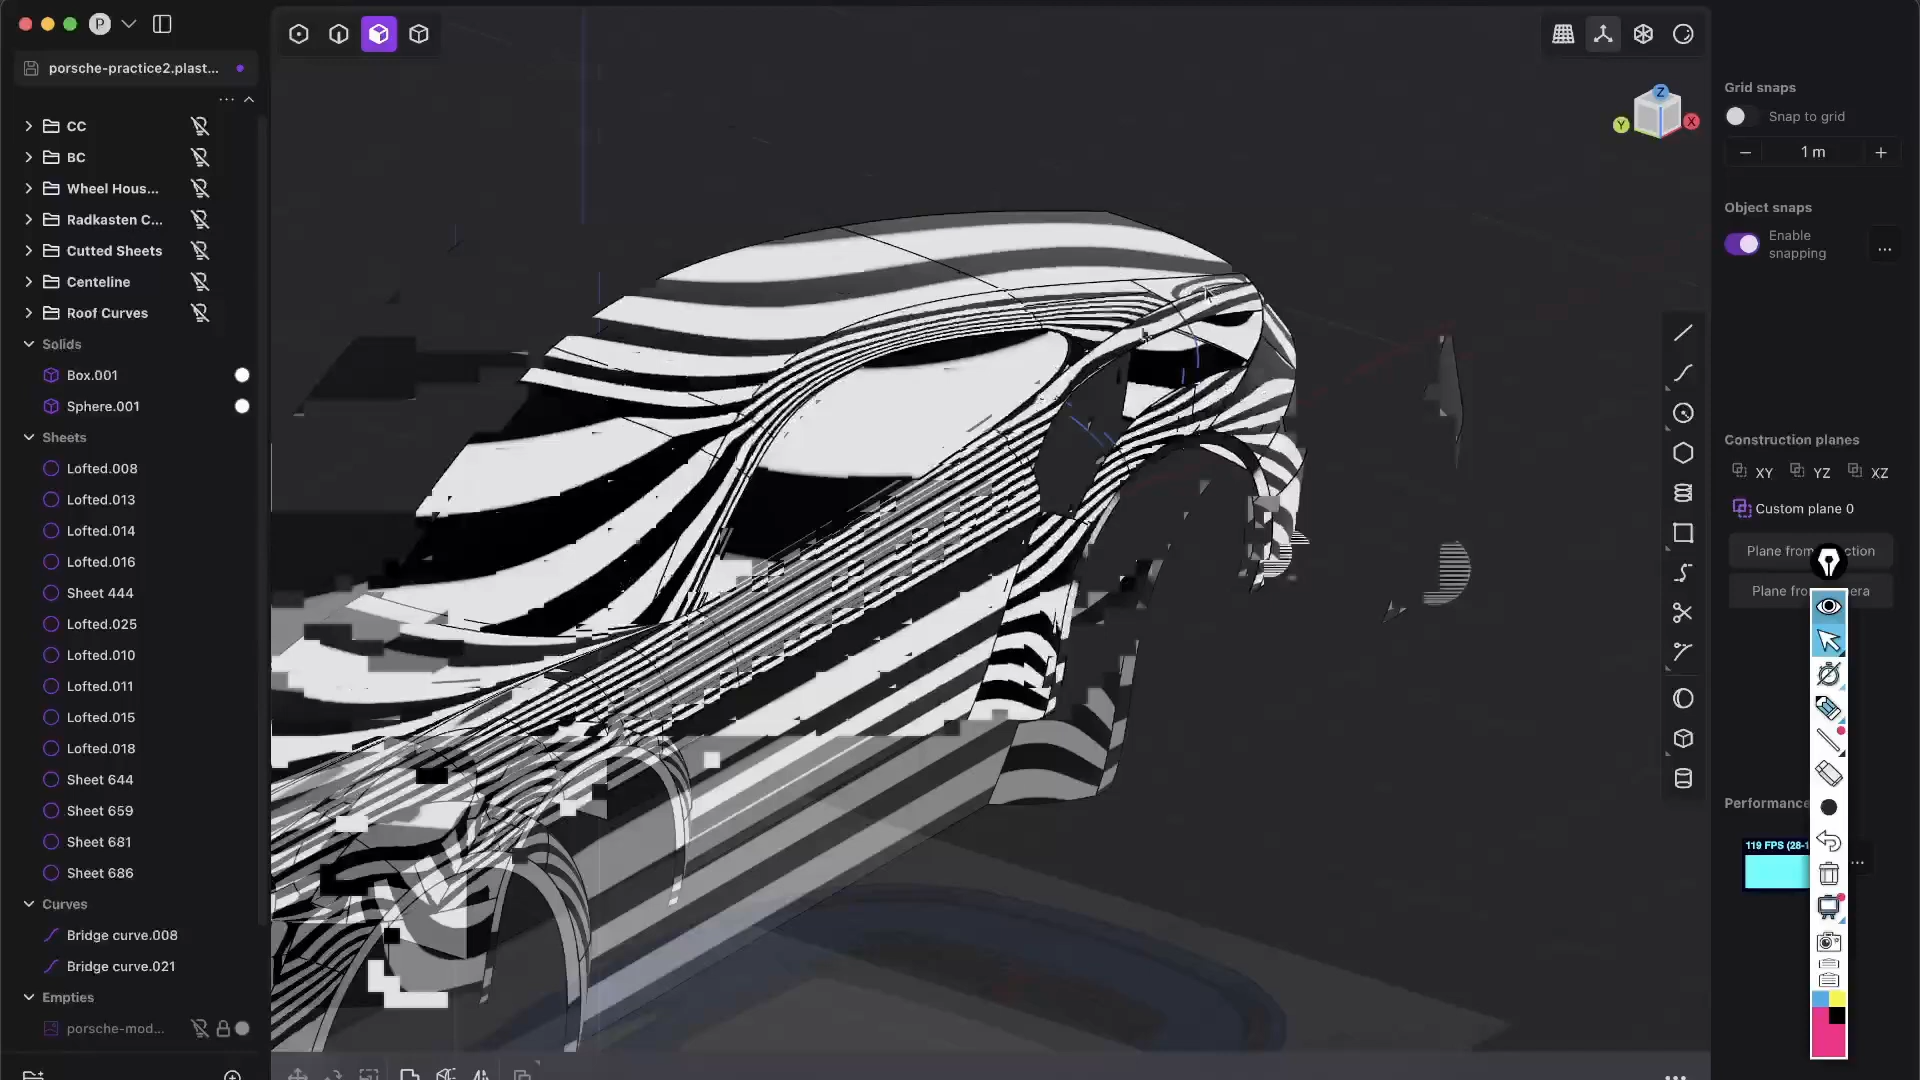 P
porsche-practice2.plast...
CC
BC
Wheel Hous...
Radkasten C...
Cutted Sheets
Centeline
Roof Curves
Solids
Box.001
Sphere.001
Sheets
Lofted.008
Lofted.013
Lofted.014
Lofted.016
Sheet 444
Lofted.025
Lofted.010
Lofted.011
Lofted.015
Lofted.018
Sheet 644
Sheet 659
Sheet 681
Sheet 686
Curves
Bridge curve.008
Bridge curve.021
Empties
porsche-mod...
Z
Y
X
Grid snaps
Snap to grid
1 m
Object snaps
Enable
snapping
Construction planes
XY
YZ
XZ
Custom plane 0
Plane from
ction
Plane fro
era
Performance
119 FPS (28-1